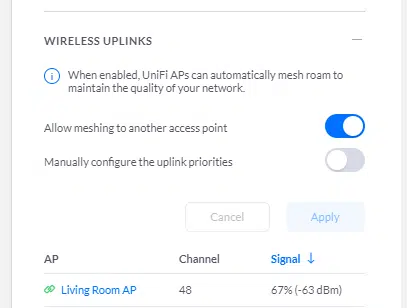 WIRELESS UPLINKS
When enabled, UniFi APs can automatically mesh roam to
maintain the quality of your network.
Allow meshing to another access point
Manually configure the uplink priorities
Cancel Apply
AP Channel Signal ↓
Living Room AP 48 67% (-63 dBm)